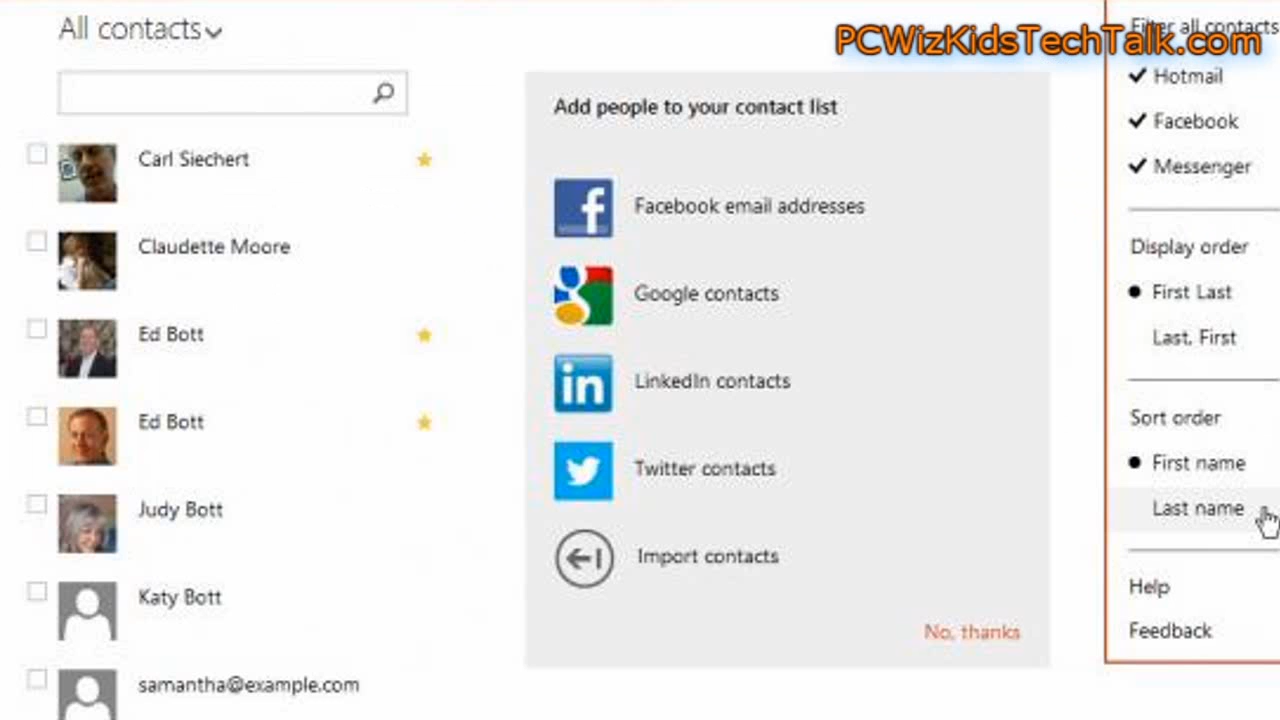 All contacts
PCWizKidsTechTalk.com
Carl Siechert
Claudette Moore
Ed Bott
Ed Bott
Judy Bott
Katy Bott
samantha@example.com
Add people to your contact list
Facebook email addresses
Google contacts
LinkedIn contacts
Twitter contacts
Import contacts
No, thanks
Filter all contacts
Hotmail
Facebook
Messenger
Display order
First Last
Last, First
Sort order
First name
Last name
Help
Feedback